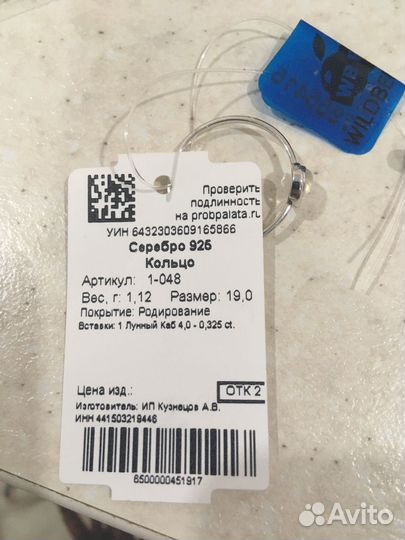 Проверить
подлинность
на probpalata.ru
УИН 6432303609165866
Серебро 925
Кольцо
Артикул: 1-048
Вес, г: 1,12 Размер: 19,0
Покрытие: Родирование
Вставки: 1 Лунный Каб 4,0 - 0,325 ct.
Цена изд.:
ОТК 2
Изготовитель: ИП Кузнецов А.В.
ИНН 441503219446
6500000451917
Avito